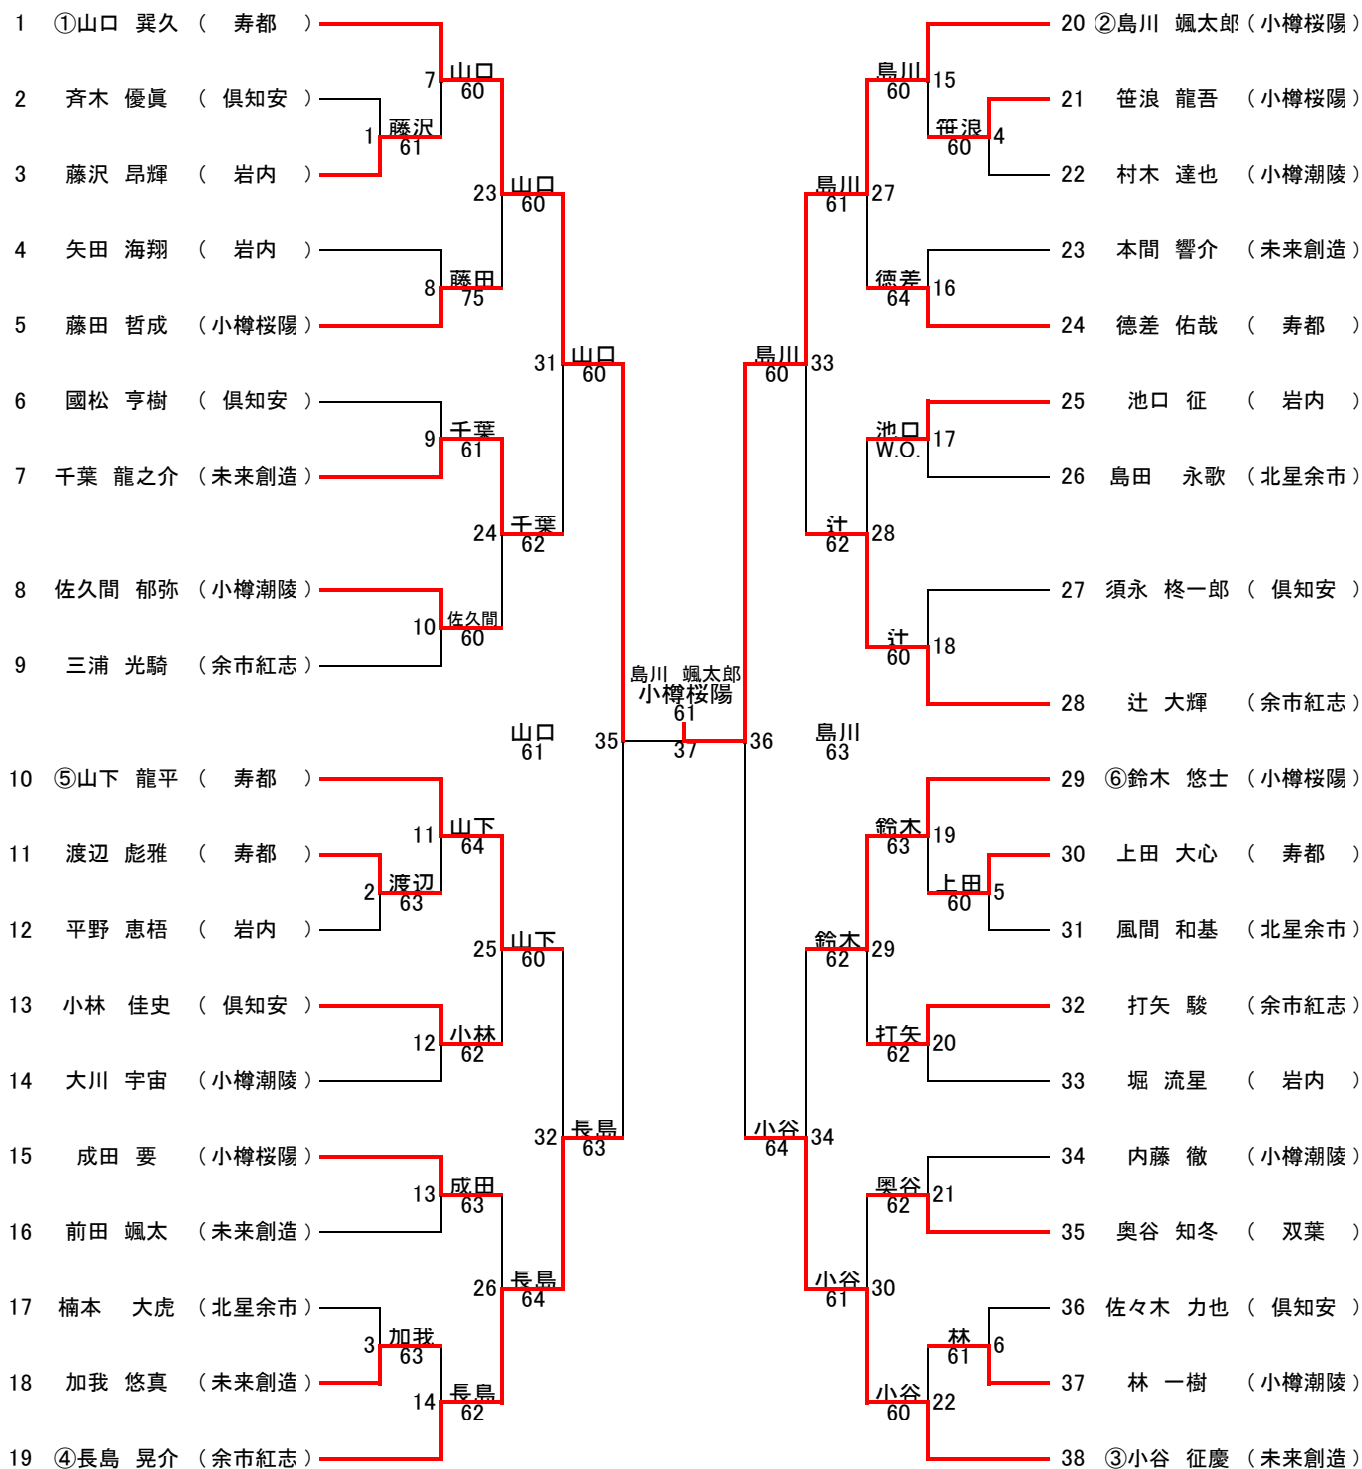 1 ①山口 巽久 （ 寿都 ）
2 斉木 優眞 （ 倶知安 ）
3 藤沢 昂輝 （ 岩内 ）
4 矢田 海翔 （ 岩内 ）
5 藤田 哲成 （小樽桜陽）
6 國松 亨樹 （ 倶知安 ）
7 千葉 龍之介 （未来創造）
8 佐久間 郁弥 （小樽潮陵）
9 三浦 光騎 （余市紅志）
10 ⑤山下 龍平 （ 寿都 ）
11 渡辺 彪雅 （ 寿都 ）
12 平野 恵梧 （ 岩内 ）
13 小林 佳史 （ 倶知安 ）
14 大川 宇宙 （小樽潮陵）
15 成田 要 （小樽桜陽）
16 前田 颯太 （未来創造）
17 楠本 大虎 （北星余市）
18 加我 悠真 （未来創造）
19 ④長島 晃介 （余市紅志）
1 藤沢
61
2 渡辺
63
3 加我
63
7 山口
60
8 藤田
75
9 千葉
61
10 佐久間
60
11 山下
64
12 小林
62
13 成田
63
14 長島
62
23 山口
60
24 千葉
62
25 山下
60
26 長島
64
31 山口
60
32 長島
63
山口 35
61
島川 颯太郎
小樽桜陽
61
37
36 島川
63
島川 33
60
小谷 34
64
島川 27
61
辻 28
62
鈴木 29
62
小谷 30
61
島川 15
60
徳差 16
64
池口 17
W.O.
辻 18
60
鈴木 19
63
打矢 20
62
奥谷 21
62
小谷 22
60
笹浪 4
60
上田 5
60
林 6
61
20 ②島川 颯太郎 （小樽桜陽）
21 笹浪 龍吾 （小樽桜陽）
22 村木 達也 （小樽潮陵）
23 本間 響介 （未来創造）
24 徳差 佑哉 （ 寿都 ）
25 池口 征 （ 岩内 ）
26 島田 永歌 （北星余市）
27 須永 柊一郎 （ 倶知安 ）
28 辻 大輝 （余市紅志）
29 ⑥鈴木 悠士 （小樽桜陽）
30 上田 大心 （ 寿都 ）
31 風間 和基 （北星余市）
32 打矢 駿 （余市紅志）
33 堀 流星 （ 岩内 ）
34 内藤 徹 （小樽潮陵）
35 奥谷 知冬 （ 双葉 ）
36 佐々木 力也 （ 倶知安 ）
37 林 一樹 （小樽潮陵）
38 ③小谷 征慶 （未来創造）